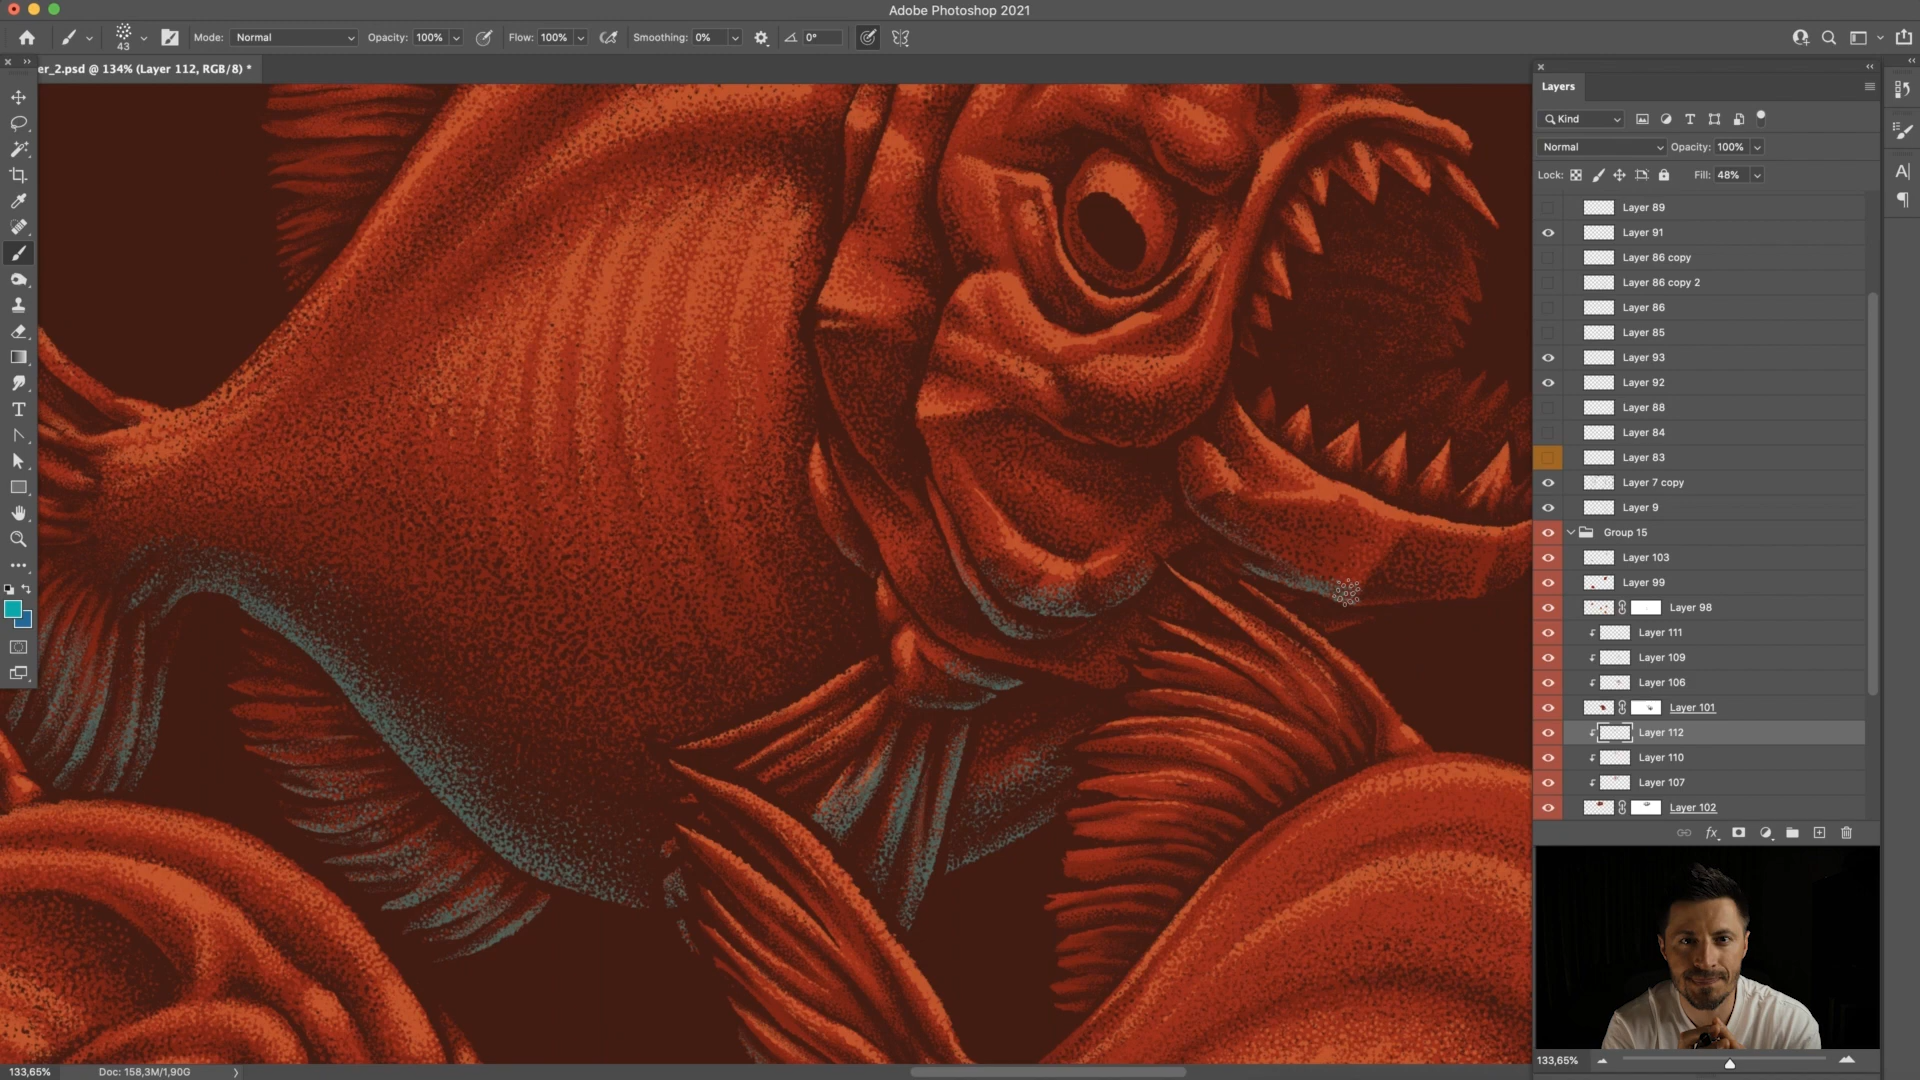 Adobe Photoshop 2021
43
Mode: Normal
Opacity: 100%
Flow: 100%
Smoothing: 0%
0°
er_2.psd @ 134% (Layer 112, RGB/8) *
Layers
Kind
Normal
Opacity: 100%
Lock:
Fill: 48%
Layer 89
Layer 91
Layer 86 copy
Layer 86 copy 2
Layer 86
Layer 85
Layer 93
Layer 92
Layer 88
Layer 84
Layer 83
Layer 7 copy
Layer 9
Group 15
Layer 103
Layer 99
Layer 98
Layer 111
Layer 109
Layer 106
Layer 101
Layer 112
Layer 110
Layer 107
Layer 102
fx
133,65%
133,65%
Doc: 158,3M/1,90G